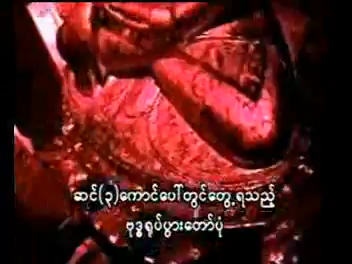 ဆင်(၃)ကောင်ပေါ်တွင်တွေ့ရသည့်
ဗုဒ္ဓရုပ်ပွားတော်ပုံ